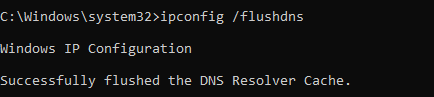 C:\Windows\system32>ipconfig /flushdns
Windows IP Configuration
Successfully flushed the DNS Resolver Cache.